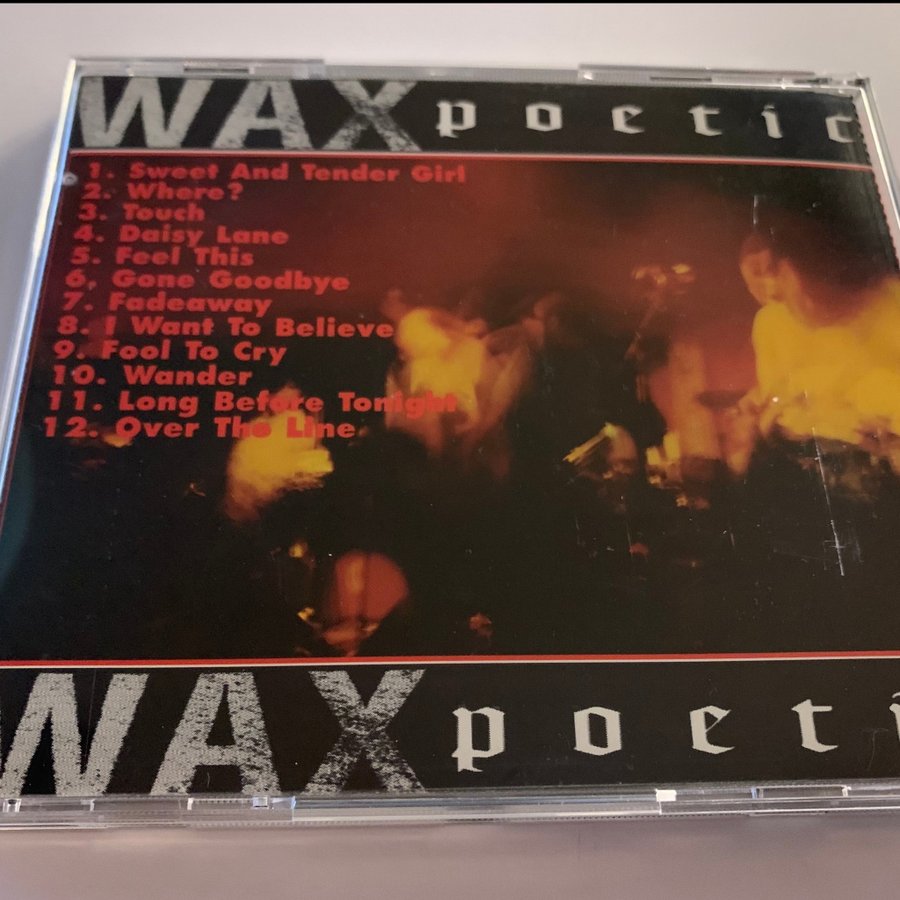 WAX poetic
1. Sweet And Tender Girl
2. Where?
3. Touch
4. Daisy Lane
5. Feel This
6. Gone Goodbye
7. Fadeaway
8. I Want To Believe
9. Fool To Cry
10. Wander
11. Long Before Tonight
12. Over The Line
WAX poeti